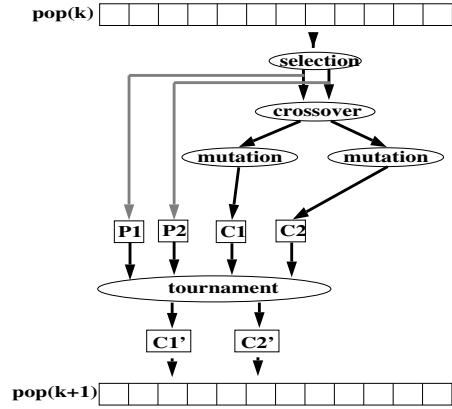 pop(k)
selection
crossover
mutation mutation
P1 P2 C1 C2
tournament
C1' C2'
pop(k+1)